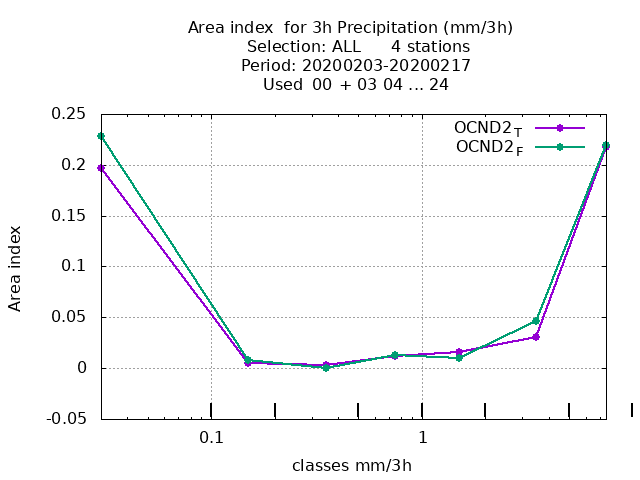 Area index  for 3h Precipitation (mm/3h)
Selection: ALL      4 stations
Period: 20200203-20200217
Used  00 + 03 04 ... 24
OCND2T
OCND2F
0.25
0.2
0.15
0.1
0.05
0
-0.05
Area index
0.1
1
classes mm/3h